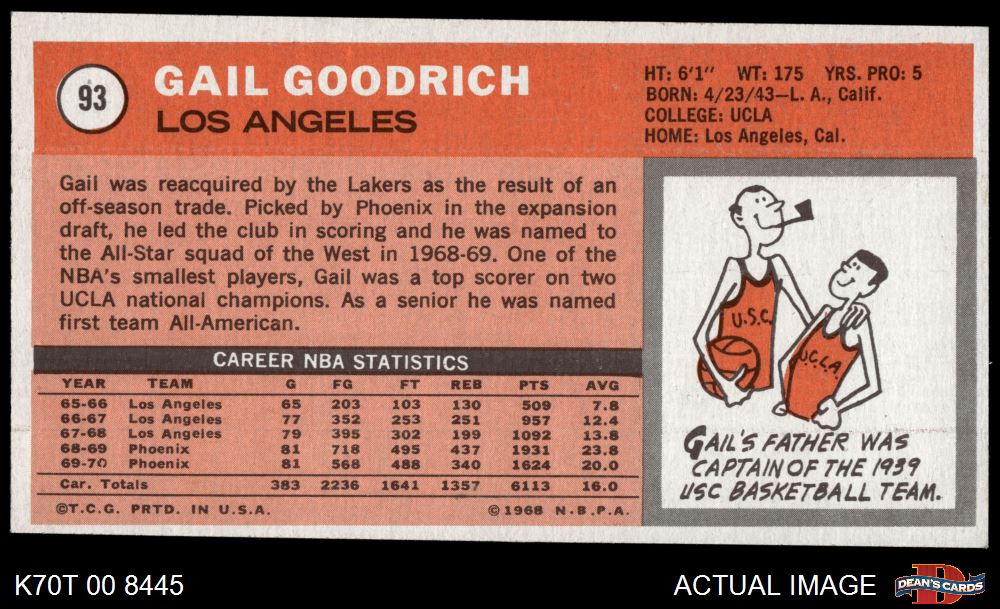 93
GAIL GOODRICH
LOS ANGELES
HT: 6'1" WT: 175 YRS. PRO: 5
BORN: 4/23/43—L. A., Calif.
COLLEGE: UCLA
HOME: Los Angeles, Cal.
Gail was reacquired by the Lakers as the result of an
off-season trade. Picked by Phoenix in the expansion
draft, he led the club in scoring and he was named to
the All-Star squad of the West in 1968-69. One of the
NBA's smallest players, Gail was a top scorer on two
UCLA national champions. As a senior he was named
first team All-American.
CAREER NBA STATISTICS
YEAR TEAM G FG FT REB PTS AVG
65-66 Los Angeles 65 203 103 130 509 7.8
66-67 Los Angeles 77 352 253 251 957 12.4
67-68 Los Angeles 79 395 302 199 1092 13.8
68-69 Phoenix 81 718 495 437 1931 23.8
69-70 Phoenix 81 568 488 340 1624 20.0
Car. Totals 383 2236 1641 1357 6113 16.0
©T.C.G. PRTD. IN U.S.A. ©1968 N.B.P.A.
U.S.C.
U.C.L.A.
GAIL'S FATHER WAS
CAPTAIN OF THE 1939
USC BASKETBALL TEAM.
K70T 00 8445
ACTUAL IMAGE
D
DEAN'S CARDS